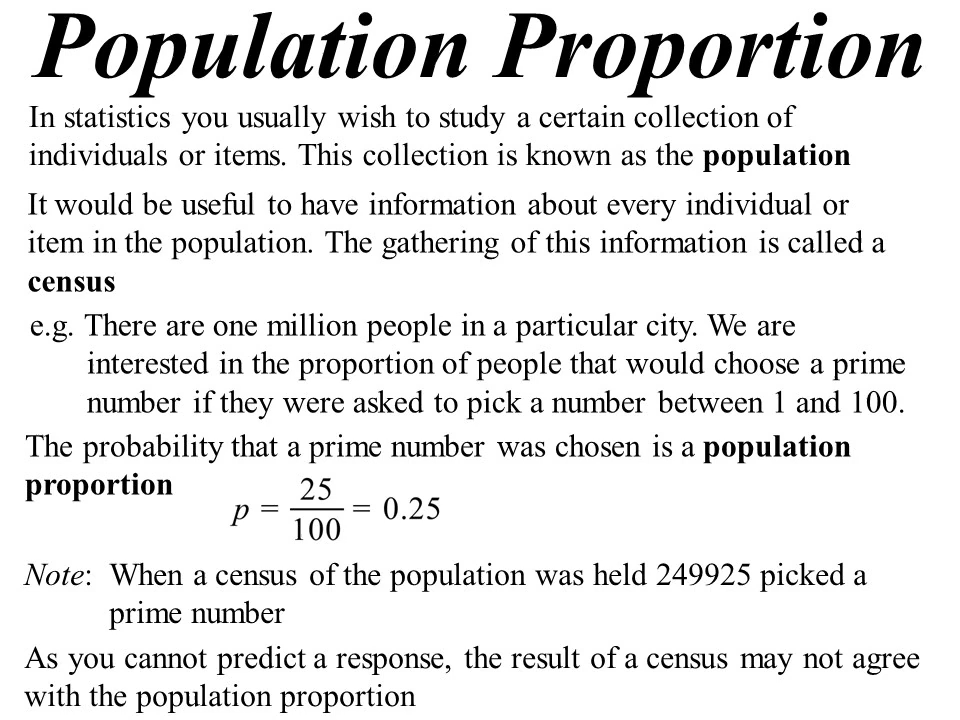 Population Proportion
In statistics you usually wish to study a certain collection of
individuals or items. This collection is known as the population
It would be useful to have information about every individual or
item in the population. The gathering of this information is called a
census
e.g. There are one million people in a particular city. We are
interested in the proportion of people that would choose a prime
number if they were asked to pick a number between 1 and 100.
The probability that a prime number was chosen is a population
proportion
p = 25/100 = 0.25
Note: When a census of the population was held 249925 picked a
prime number
As you cannot predict a response, the result of a census may not agree
with the population proportion